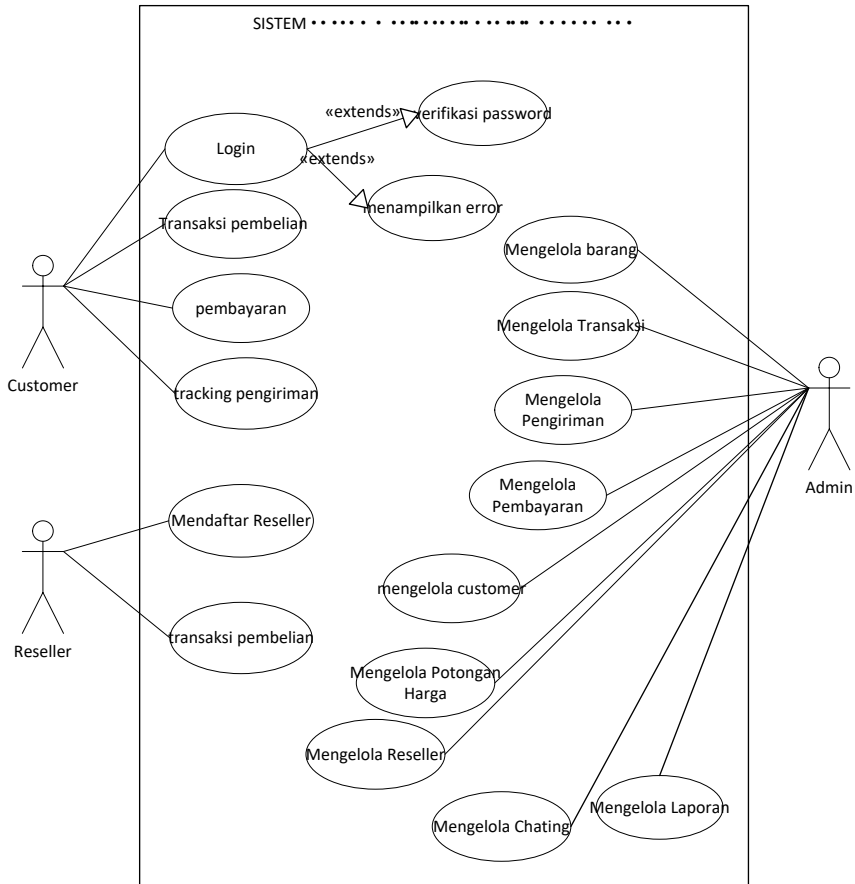 SISTEM
«extends»
verifikasi password
Login
«extends»
menampilkan error
Transaksi pembelian
Mengelola barang
pembayaran
Mengelola Transaksi
Customer
tracking pengiriman
Mengelola
Pengiriman
Admin
Mengelola
Pembayaran
Mendaftar Reseller
mengelola customer
Reseller
transaksi pembelian
Mengelola Potongan
Harga
Mengelola Reseller
Mengelola Chating
Mengelola Laporan